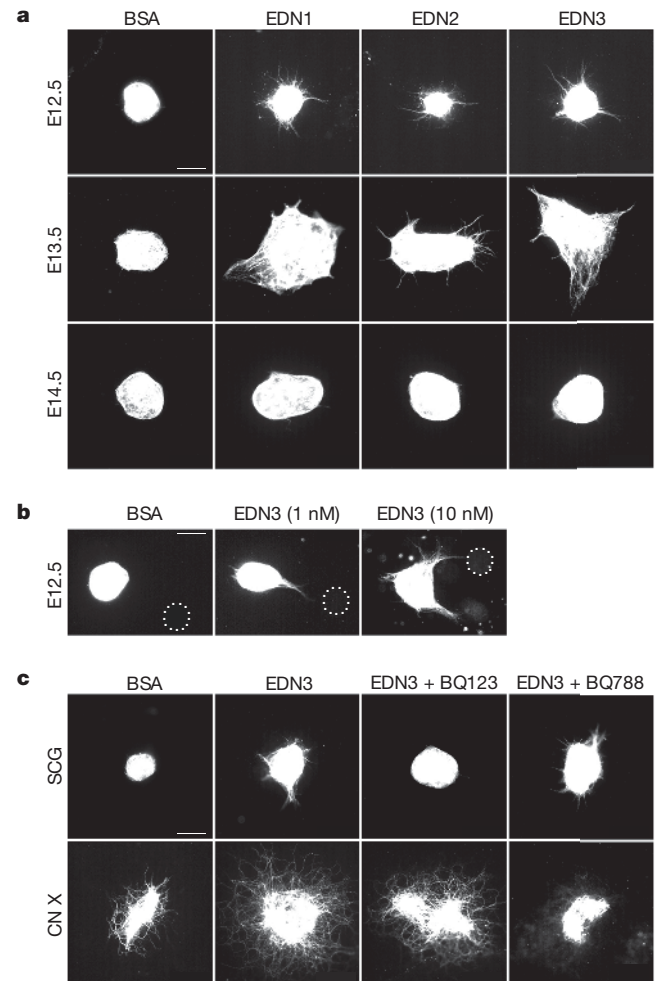 a
BSA EDN1 EDN2 EDN3
E12.5
E13.5
E14.5
b
BSA EDN3 (1 nM) EDN3 (10 nM)
E12.5
c
BSA EDN3 EDN3 + BQ123 EDN3 + BQ788
SCG
CN X